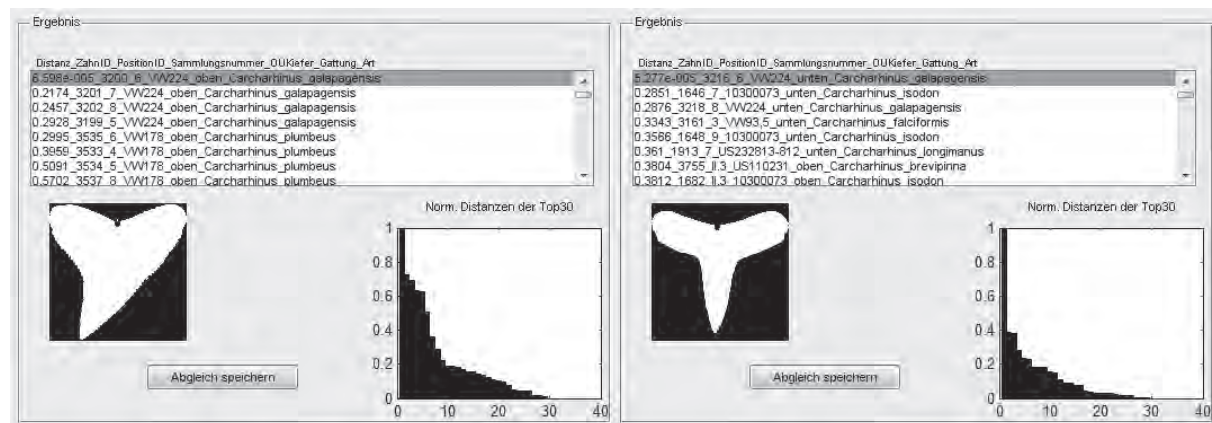 Ergebnis
Distanz_ZahnID_PositionID_Sammlungsnummer_OUKiefer_Gattung_Art
6.598e-005_3200_6_VW224_oben_Carcharhinus_galapagensis
0.2174_3201_7_VW224_oben_Carcharhinus_galapagensis
0.2457_3202_8_VW224_oben_Carcharhinus_galapagensis
0.2928_3199_5_VW224_oben_Carcharhinus_galapagensis
0.2995_3535_6_VW178_oben_Carcharhinus_plumbeus
0.3959_3533_4_VW178_oben_Carcharhinus_plumbeus
0.5091_3534_5_VW178_oben_Carcharhinus_plumbeus
0.5702_3537_8_VW178_oben_Carcharhinus_plumbeus
Norm. Distanzen der Top30
1
0.8
0.6
0.4
0.2
0
0 10 20 30 40
Abgleich speichern
Ergebnis
Distanz_ZahnID_PositionID_Sammlungsnummer_OUKiefer_Gattung_Art
5.277e-005_3216_6_VW224_unten_Carcharhinus_galapagensis
0.2851_1646_7_10300073_unten_Carcharhinus_isodon
0.2876_3218_8_VW224_unten_Carcharhinus_galapagensis
0.3343_3161_3_VW93,5_unten_Carcharhinus_falciformis
0.3566_1648_9_10300073_unten_Carcharhinus_isodon
0.361_1913_7_US232813-812_unten_Carcharhinus_longimanus
0.3804_3755_II.3_US110231_oben_Carcharhinus_brevipinna
0.3812_1682_II.3_10300073_oben_Carcharhinus_isodon
Norm. Distanzen der Top30
1
0.8
0.6
0.4
0.2
0
0 10 20 30 40
Abgleich speichern